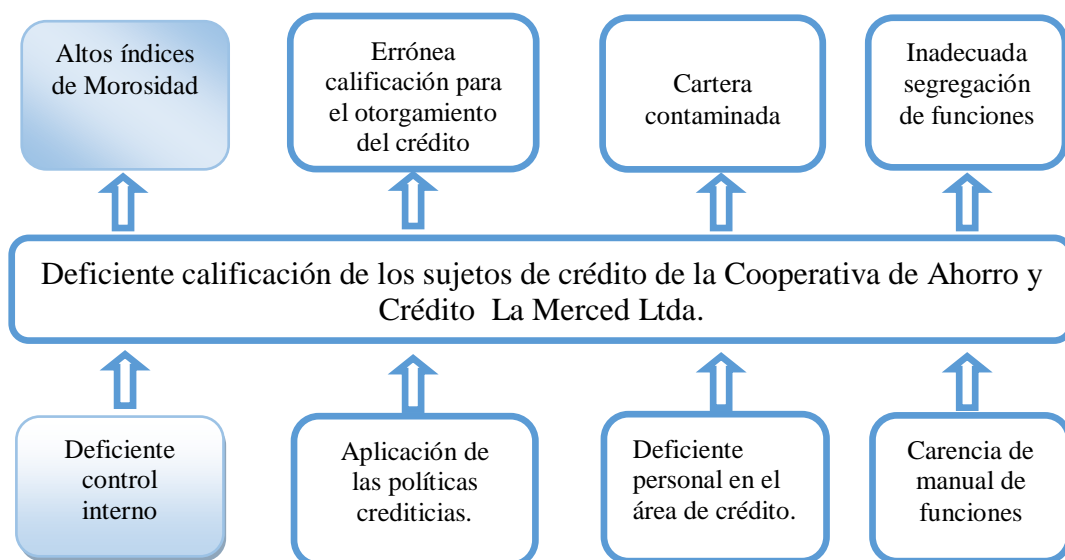 Altos índices
de Morosidad
Errónea
calificación para
el otorgamiento
del crédito
Cartera
contaminada
Inadecuada
segregación
de funciones
Deficiente calificación de los sujetos de crédito de la Cooperativa de Ahorro y
Crédito La Merced Ltda.
Deficiente
control
interno
Aplicación de
las políticas
crediticias.
Deficiente
personal en el
área de crédito.
Carencia de
manual de
funciones